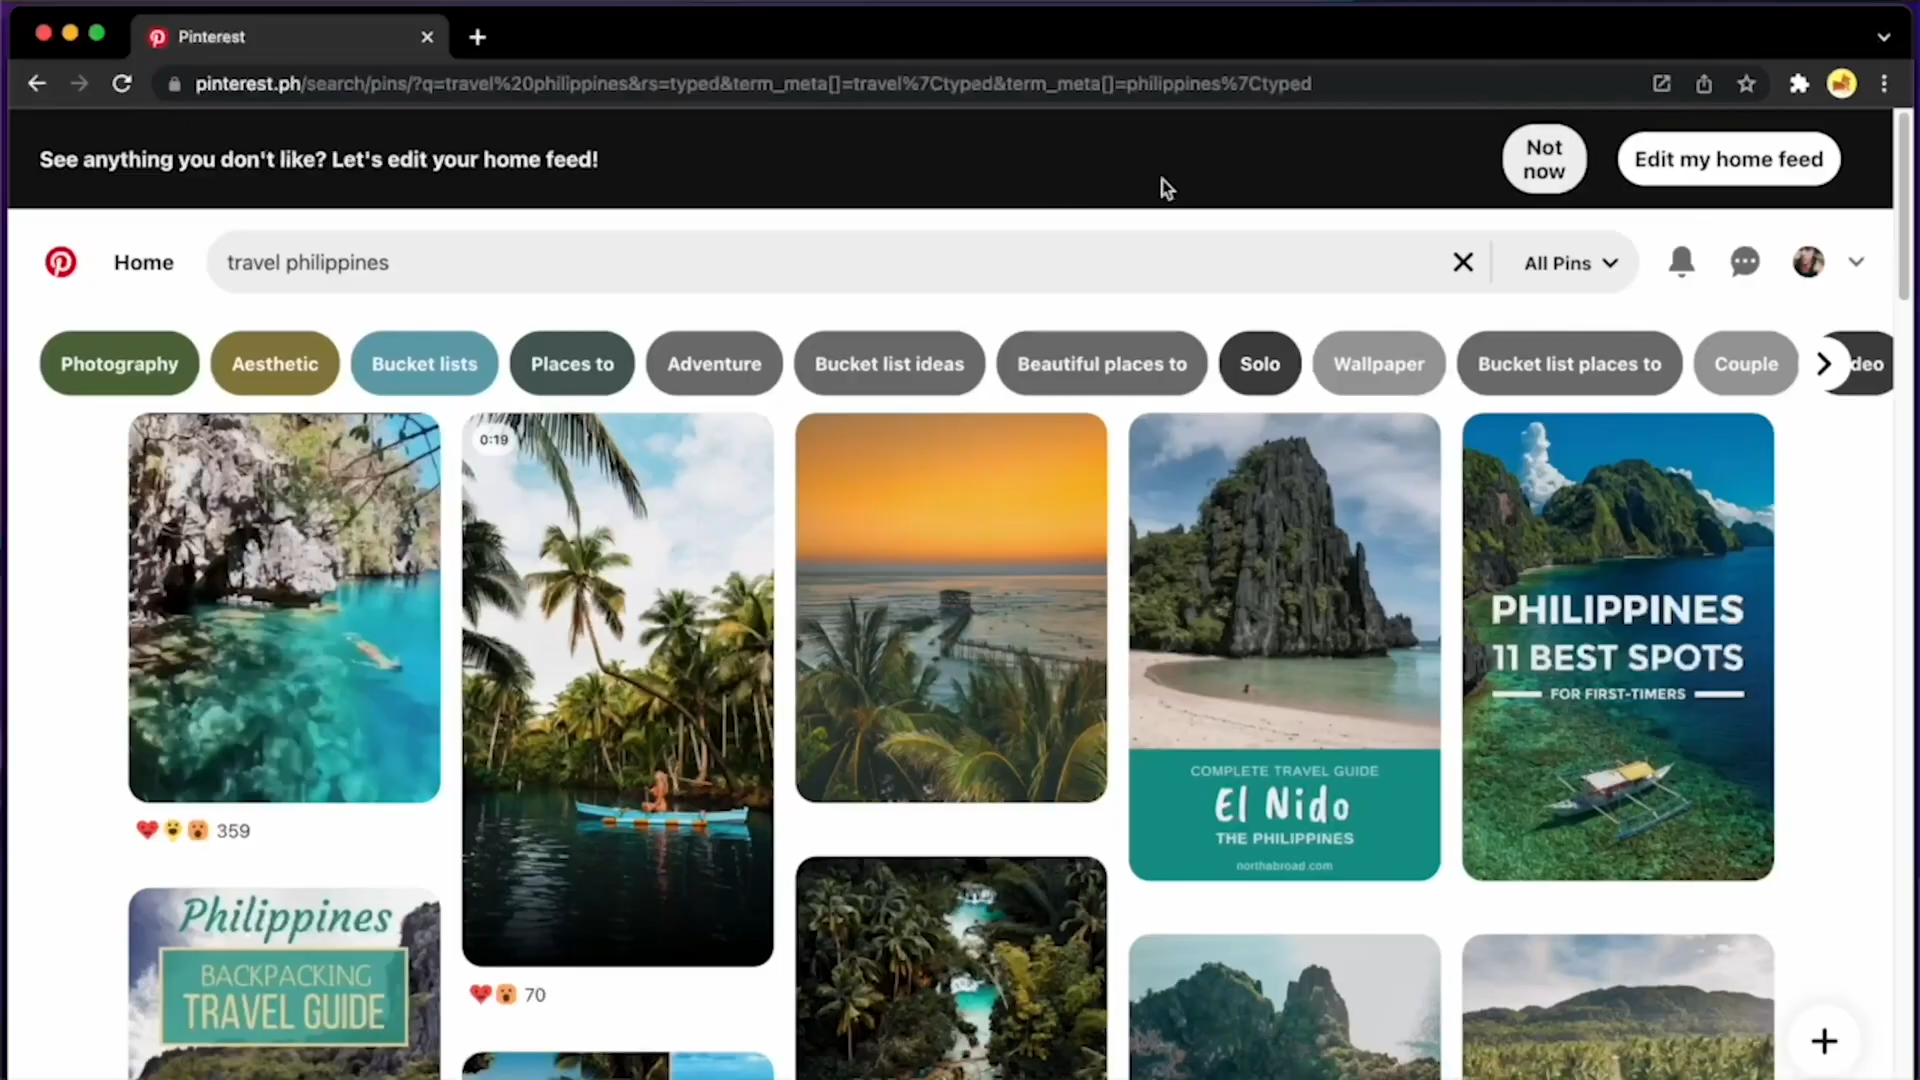 Pinterest
pinterest.ph/search/pins/?q=travel%20philippines&rs=typed&term_meta[]=travel%7Ctyped&term_meta[]=philippines%7Ctyped
See anything you don't like? Let's edit your home feed!
Not
now
Edit my home feed
Home
travel philippines
All Pins
Photography
Aesthetic
Bucket lists
Places to
Adventure
Bucket list ideas
Beautiful places to
Solo
Wallpaper
Bucket list places to
Couple
deo
0:19
PHILIPPINES
11 BEST SPOTS
FOR FIRST-TIMERS
COMPLETE TRAVEL GUIDE
El Nido
THE PHILIPPINES
northabroad.com
359
Philippines
BACKPACKING
TRAVEL GUIDE
70